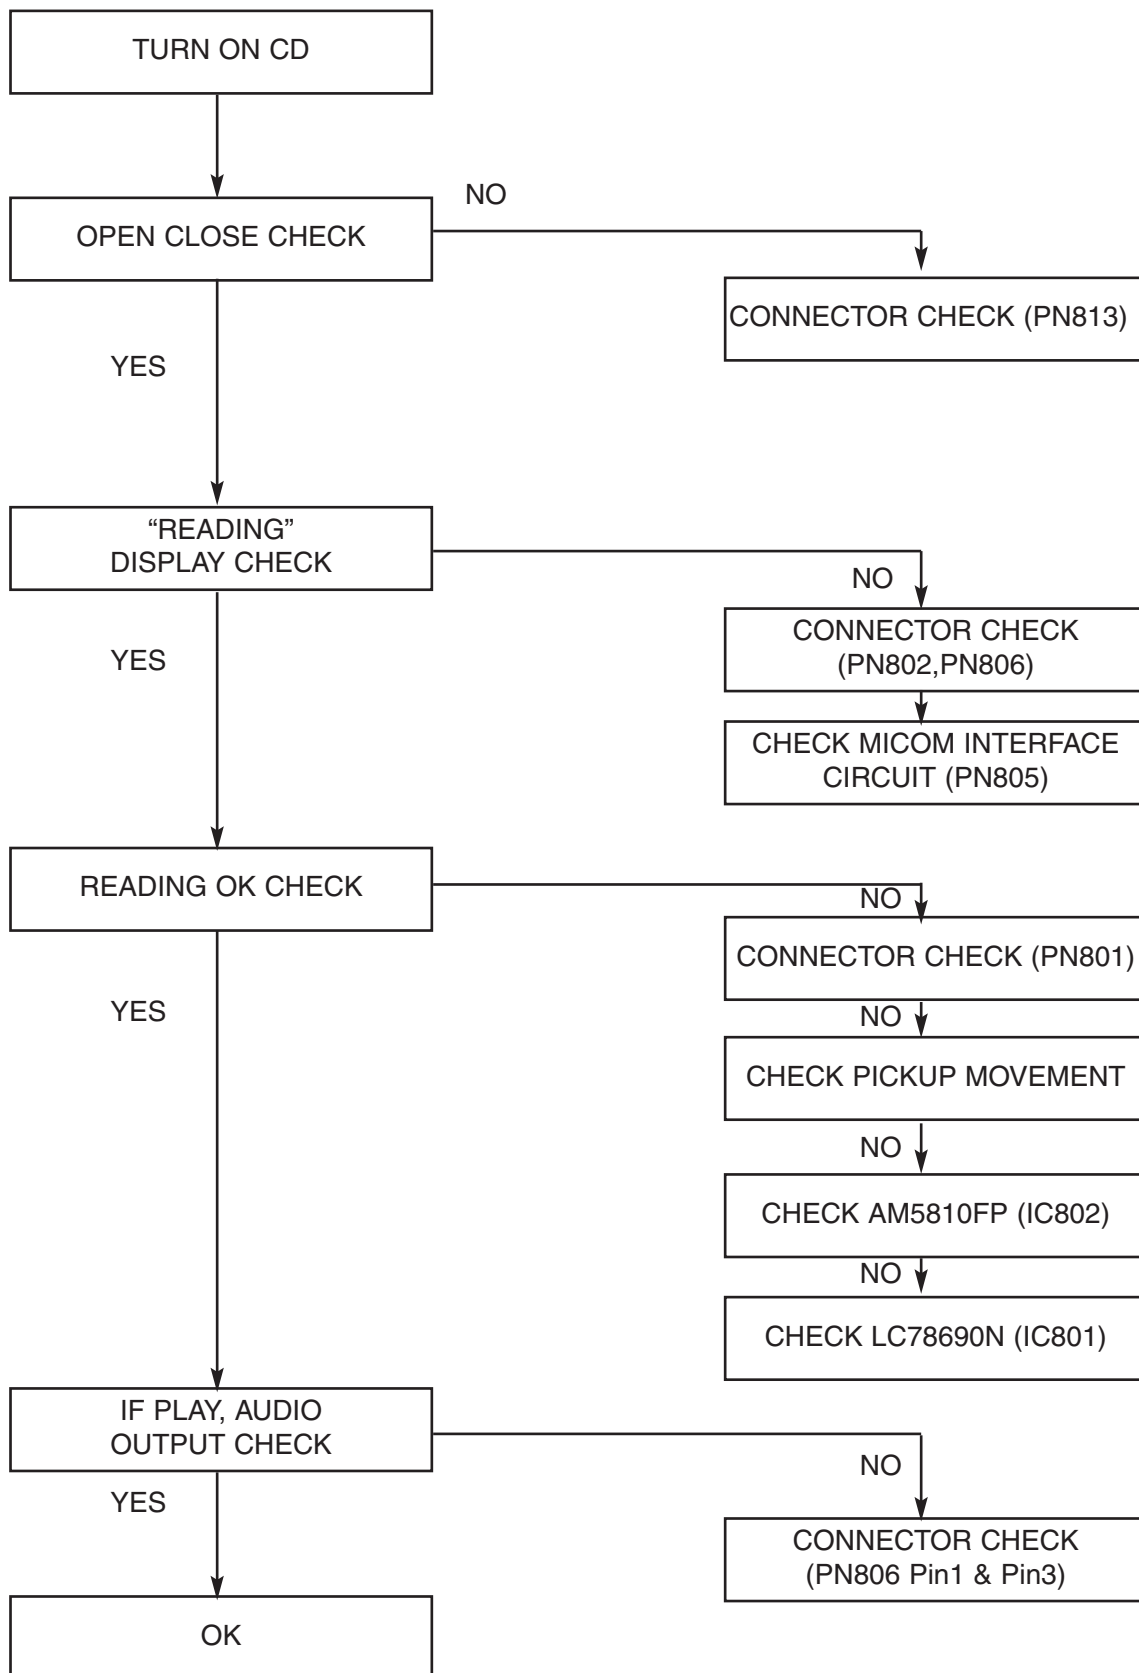 TURN ON CD
NO
OPEN CLOSE CHECK
CONNECTOR CHECK (PN813)
YES
“READING”
DISPLAY CHECK
NO
CONNECTOR CHECK
(PN802,PN806)
YES
CHECK MICOM INTERFACE
CIRCUIT (PN805)
READING OK CHECK
NO
CONNECTOR CHECK (PN801)
YES
NO
CHECK PICKUP MOVEMENT
NO
CHECK AM5810FP (IC802)
NO
CHECK LC78690N (IC801)
IF PLAY, AUDIO
OUTPUT CHECK
NO
YES
CONNECTOR CHECK
(PN806 Pin1 & Pin3)
OK